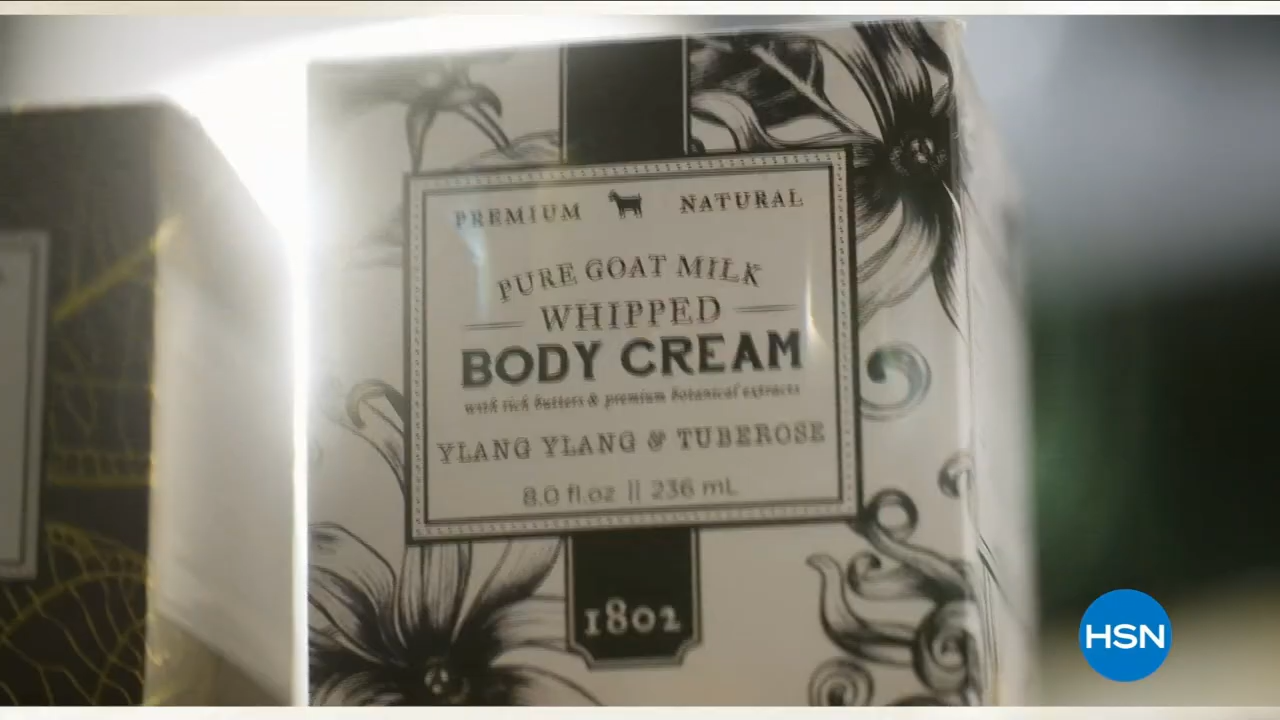 PREMIUM NATURAL
PURE GOAT MILK
WHIPPED
BODY CREAM
with rich butters & premium botanical extracts
YLANG YLANG & TUBEROSE
8.0 fl.oz || 236 mL
1802
HSN